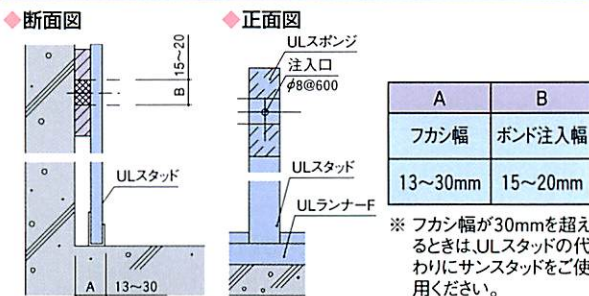 ◆断面図
15~20
B
ULスタッド
A 13~30
◆正面図
ULスポンジ
注入口
φ8@600
ULスタッド
ULランナーF
A B
フカシ幅 ボンド注入幅
13~30mm 15~20mm
※ フカシ幅が30mmを超え
るときは、ULスタッドの代
わりにサンスタッドをご使
用ください。